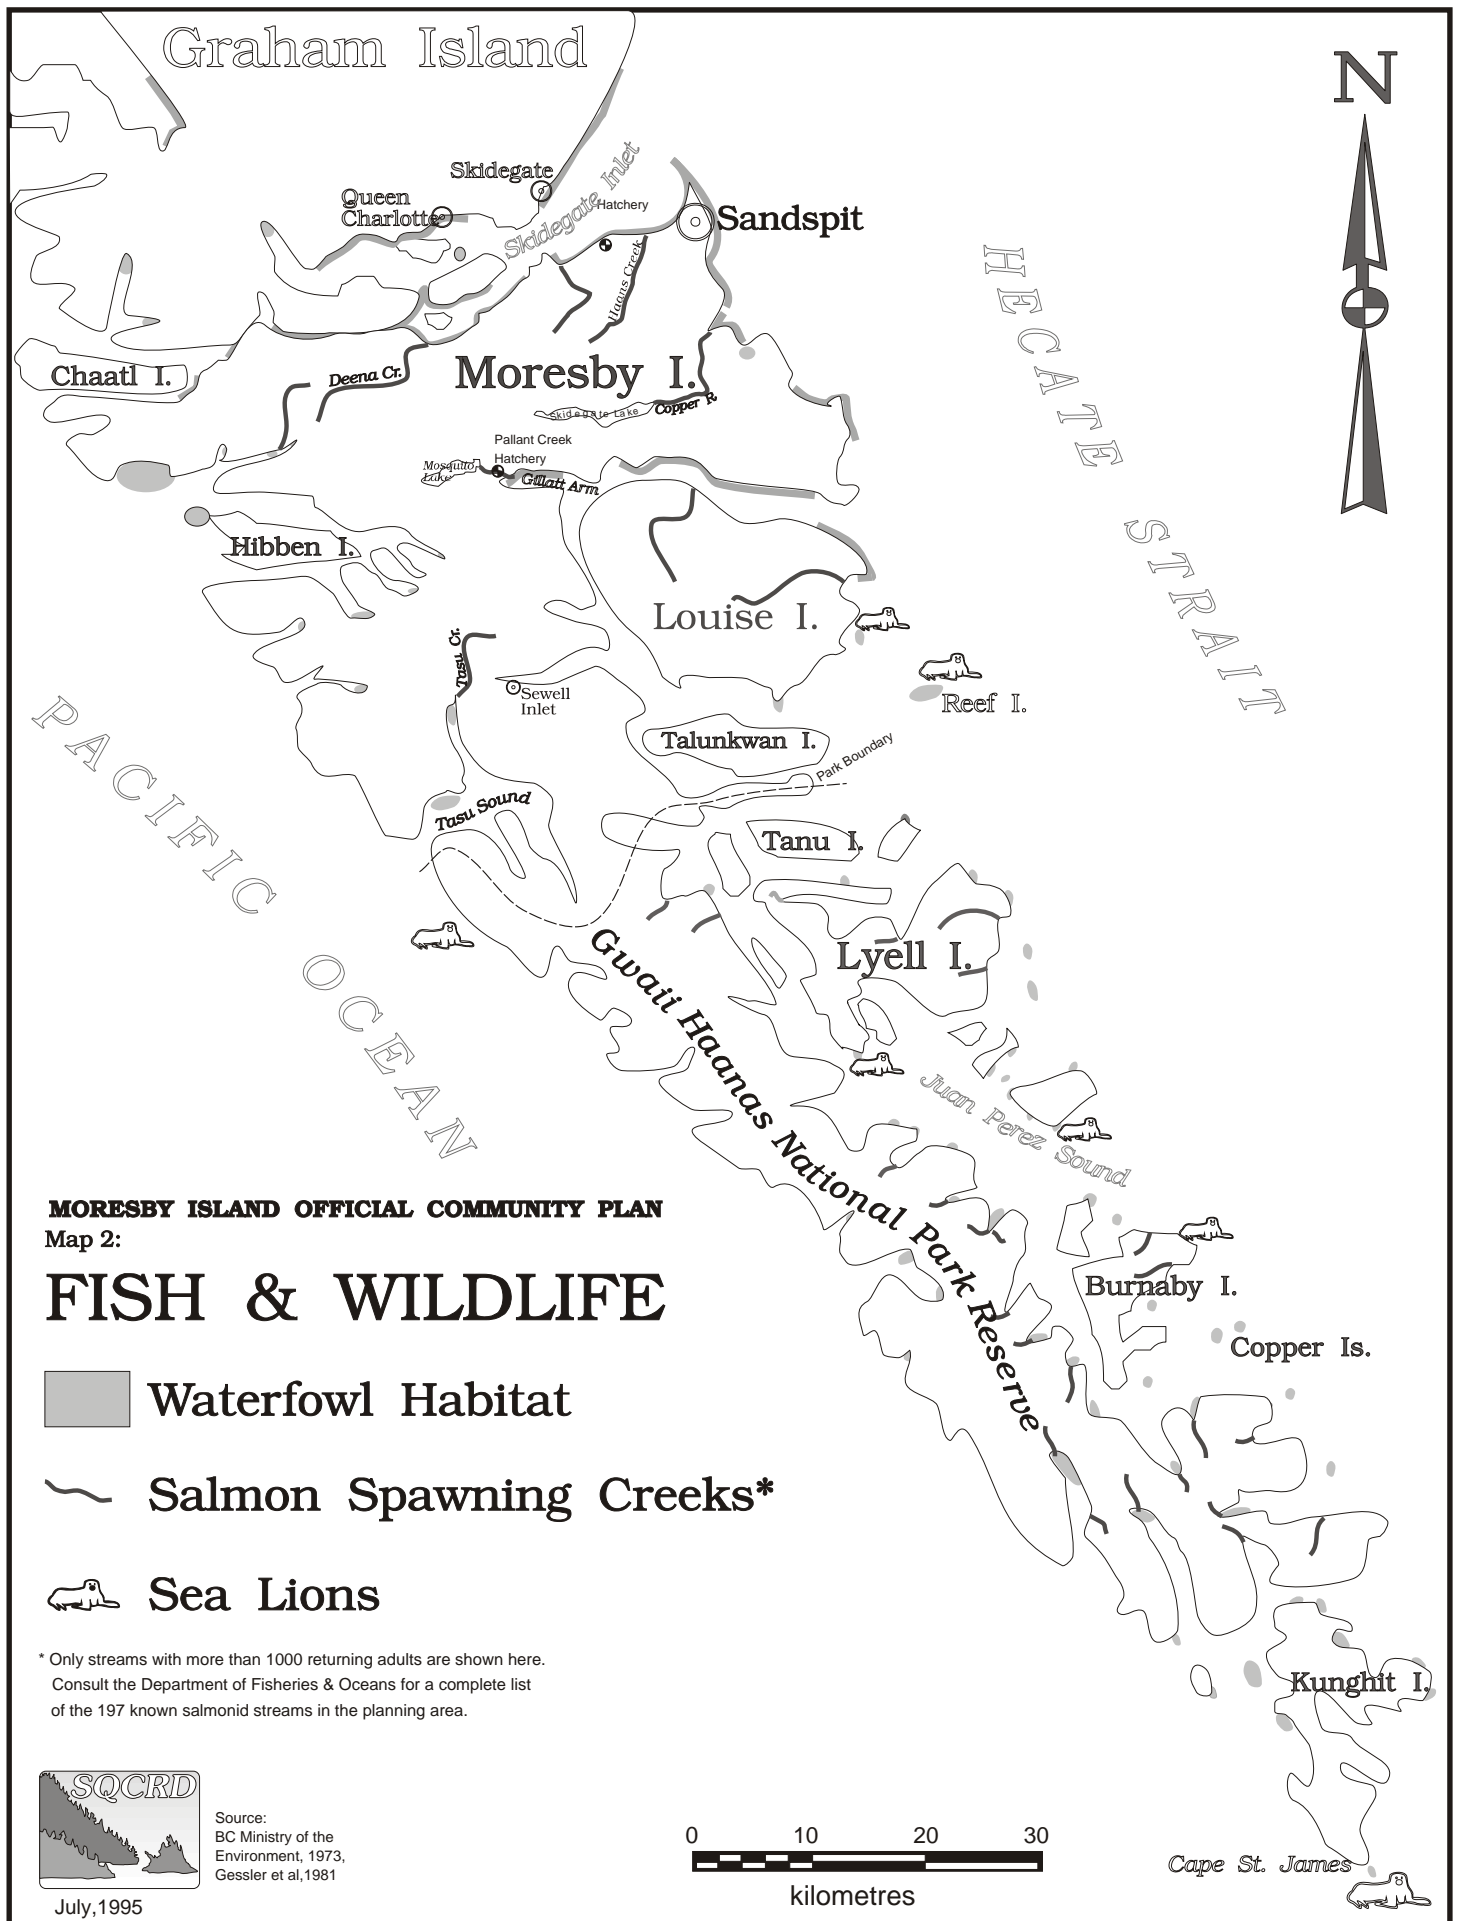 Graham Island
N
Skidegate
Queen
Charlotte
Skidegate Inlet
Hatchery
Sandspit
Haans Creek
HECATE STRAIT
Chaatl I.
Deena Cr.
Moresby I.
Skidegate Lake
Copper R
Pallant Creek
Hatchery
Mosquito
Lake
Gillatt Arm
Hibben I.
Louise I.
Tasu Cr.
Sewell
Inlet
Reef I.
PACIFIC OCEAN
Talunkwan I.
Park Boundary
Tasu Sound
Tanu I.
Lyell I.
Gwaii Haanas National Park Reserve
Juan Perez Sound
MORESBY ISLAND OFFICIAL COMMUNITY PLAN
Map 2:
FISH & WILDLIFE
Burnaby I.
Copper Is.
Waterfowl Habitat
Salmon Spawning Creeks*
Sea Lions
* Only streams with more than 1000 returning adults are shown here.
Consult the Department of Fisheries & Oceans for a complete list
of the 197 known salmonid streams in the planning area.
Kunghit I.
SQCRD
Source:
BC Ministry of the
Environment, 1973,
Gessler et al,1981
July,1995
0 10 20 30
kilometres
Cape St. James